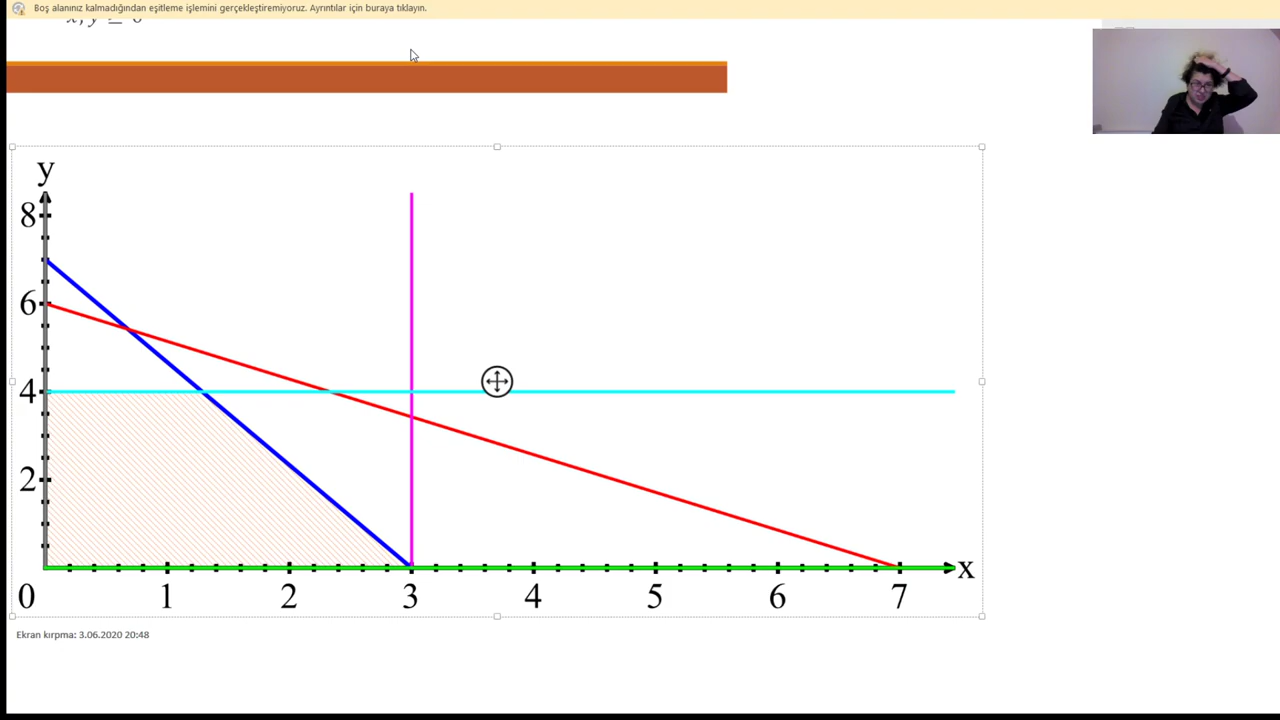 Boş alanınız kalmadığından eşitleme işlemini gerçekleştiremiyoruz. Ayrıntılar için buraya tıklayın.
y
8
6
4
2
0 1 2 3 4 5 6 7 x
Ekran kırpma: 3.06.2020 20:48